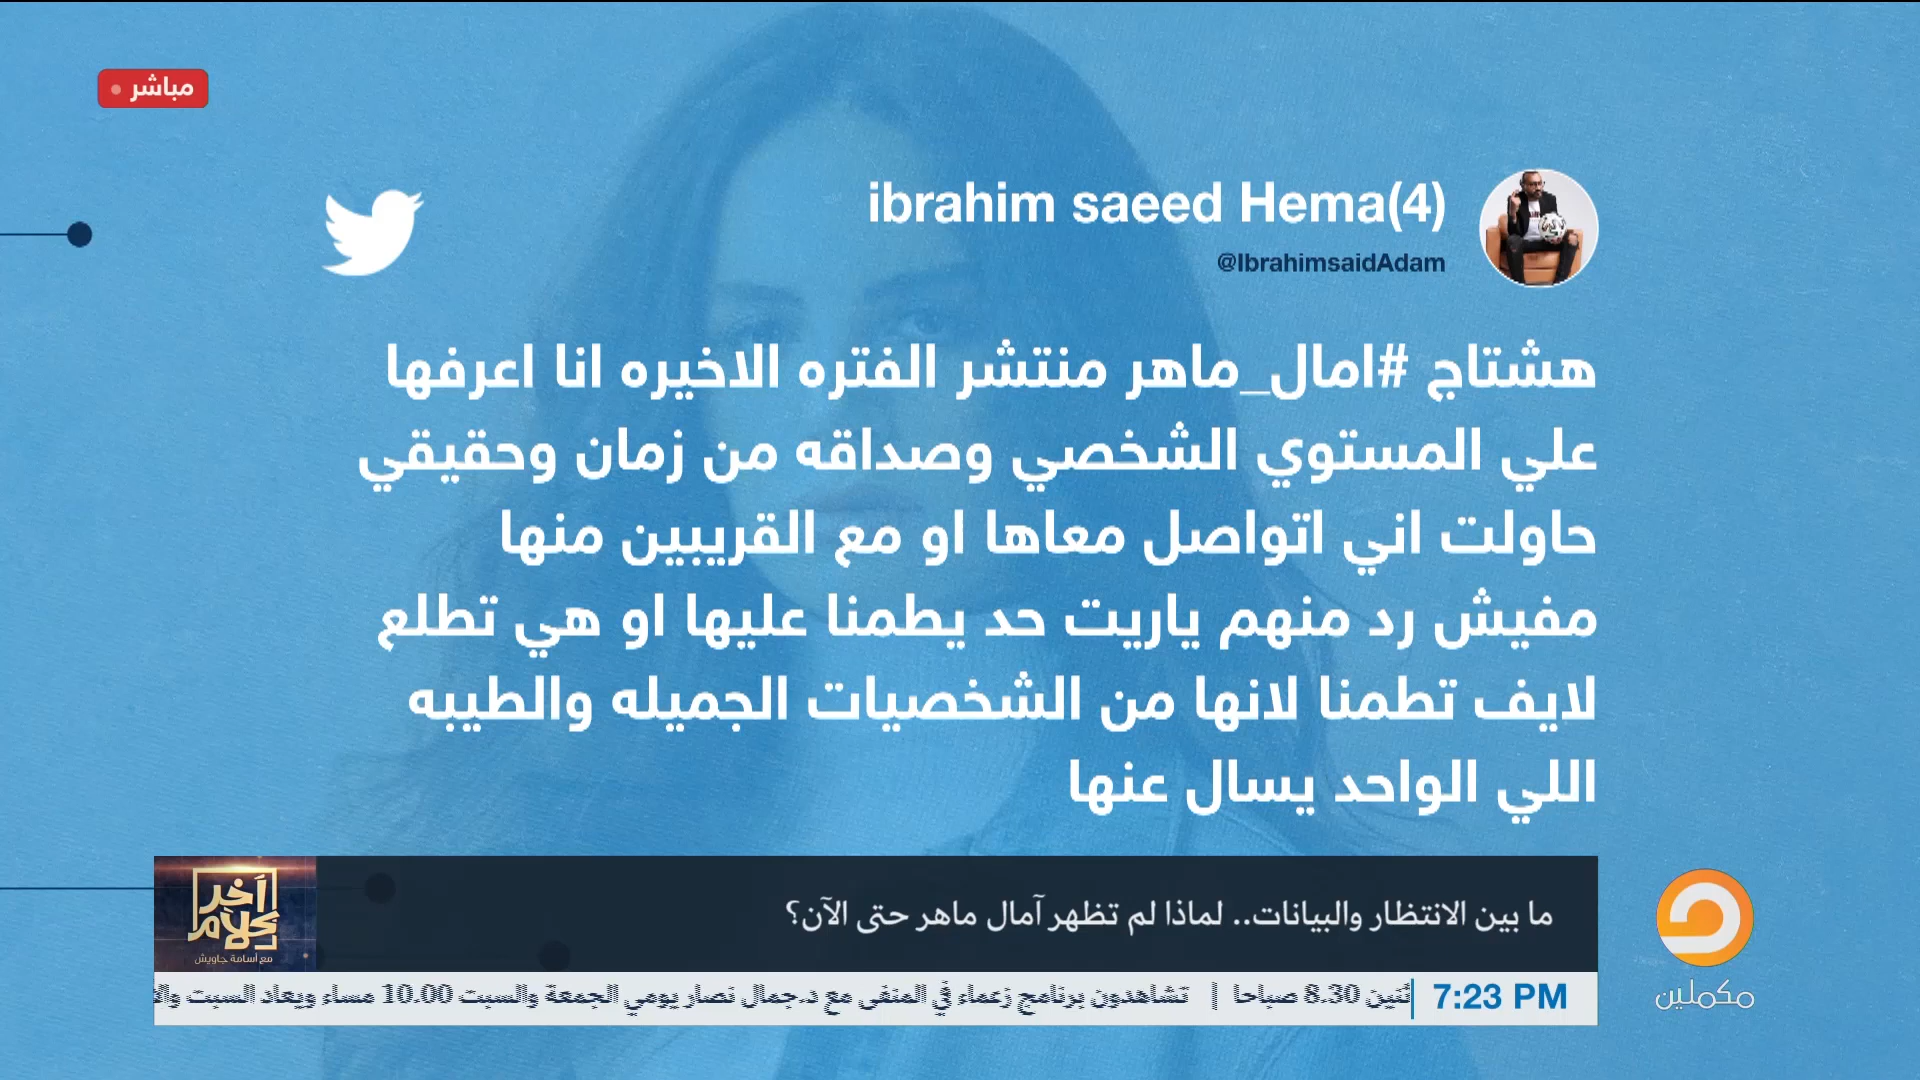 مباشر
ibrahim saeed Hema(4)
@IbrahimsaidAdam
هشتاج #امال_ماهر منتشر الفتره الاخيره انا اعرفها
علي المستوي الشخصي وصداقه من زمان وحقيقي
حاولت اني اتواصل معاها او مع القريبين منها
مفيش رد منهم ياريت حد يطمنا عليها او هي تطلع
لايف تطمنا لانها من الشخصيات الجميله والطيبه
اللي الواحد يسال عنها
ما بين الانتظار والبيانات.. لماذا لم تظهر آمال ماهر حتى الآن؟
آخر كلام
مع أسامة جاويش
7:23 PM
8.30 صباحا | تشاهدون برنامج زعماء في المنفى مع د.جمال نصار يومي الجمعة والسبت 10.00 مساء ويعاد السبت
مكملين